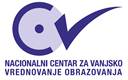 NACIONALNI CENTAR ZA VANJSKO
VREDNOVANJE OBRAZOVANJA